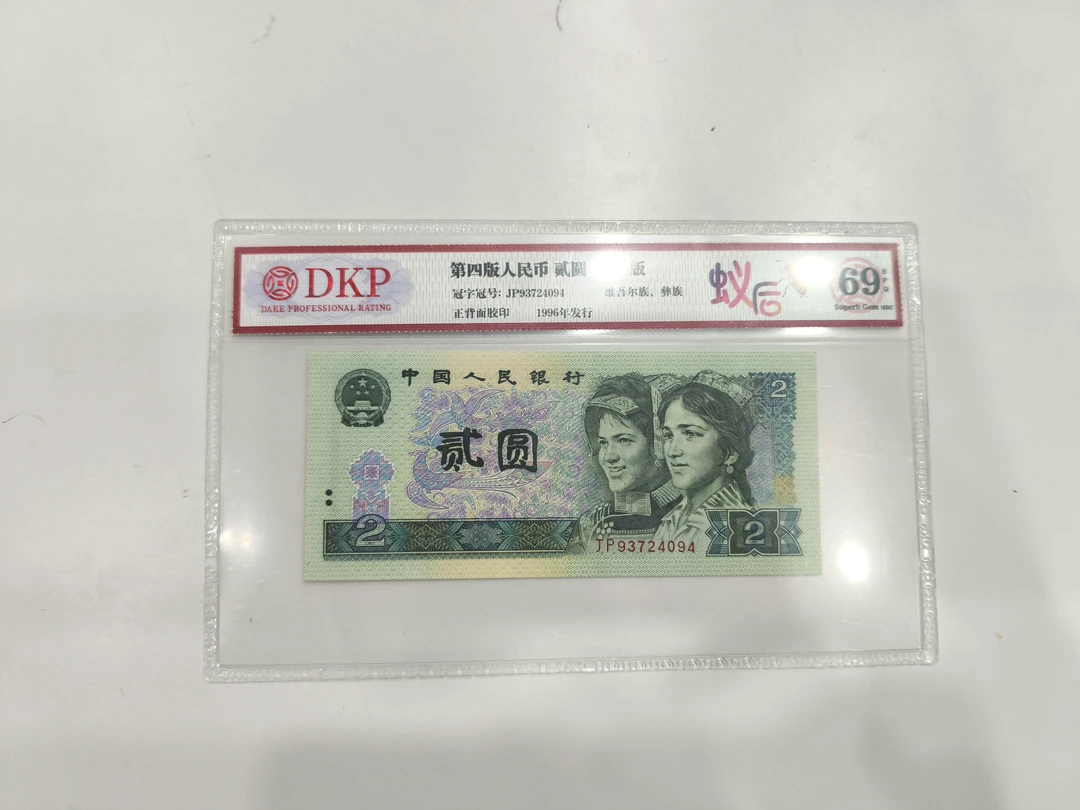 DKP
DAKE PROFESSIONAL RATING
第四版人民币 贰圆 版
冠字冠号: JP93724094 维吾尔族、彝族
正背面胶印 1996年发行
蚁后
69
Superb Gem unc
中国人民银行
2
贰圆
2
JP93724094
2